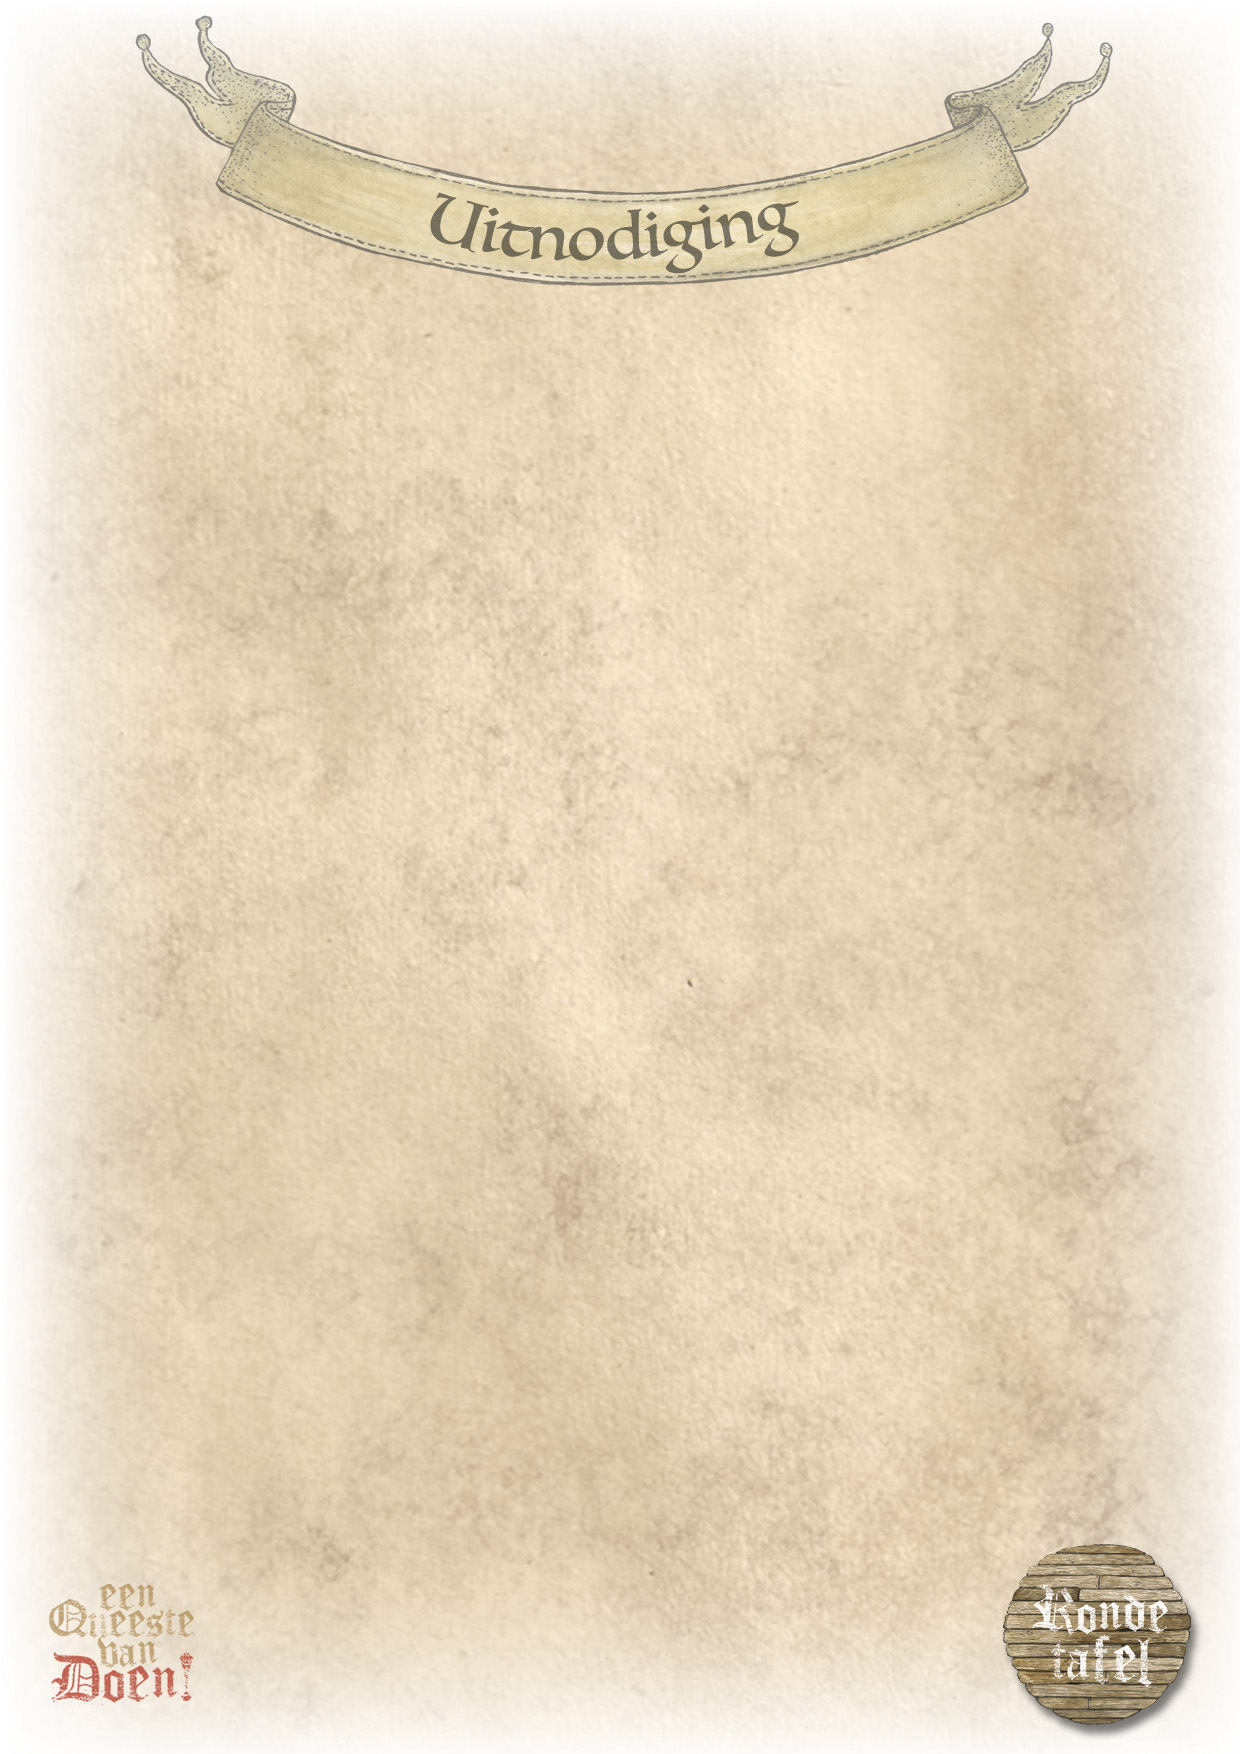 Uitnodiging
een
Queeste
van
Doen!
Ronde
tafel